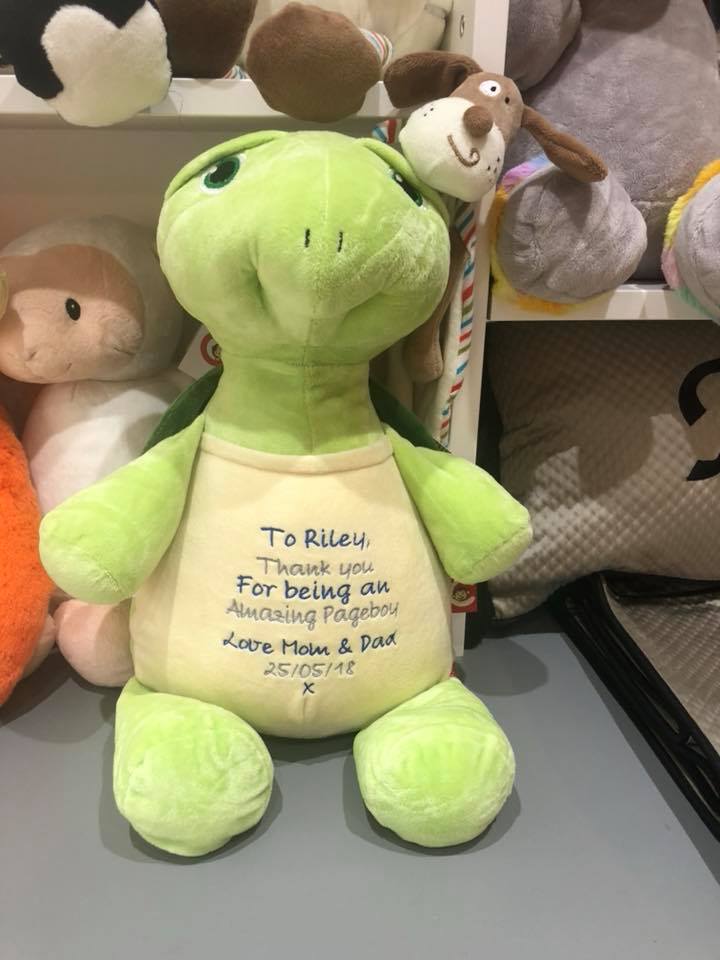 To Riley,
Thank you
For being an
Amazing Pageboy
Love Mom & Dad
25/05/18
x